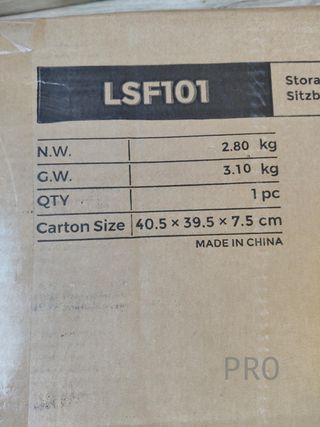 LSF101
Stora
Sitzb
N.W. 2.80 kg
G.W. 3.10 kg
QTY 1 pc
Carton Size 40.5 × 39.5 × 7.5 cm
MADE IN CHINA
PRO